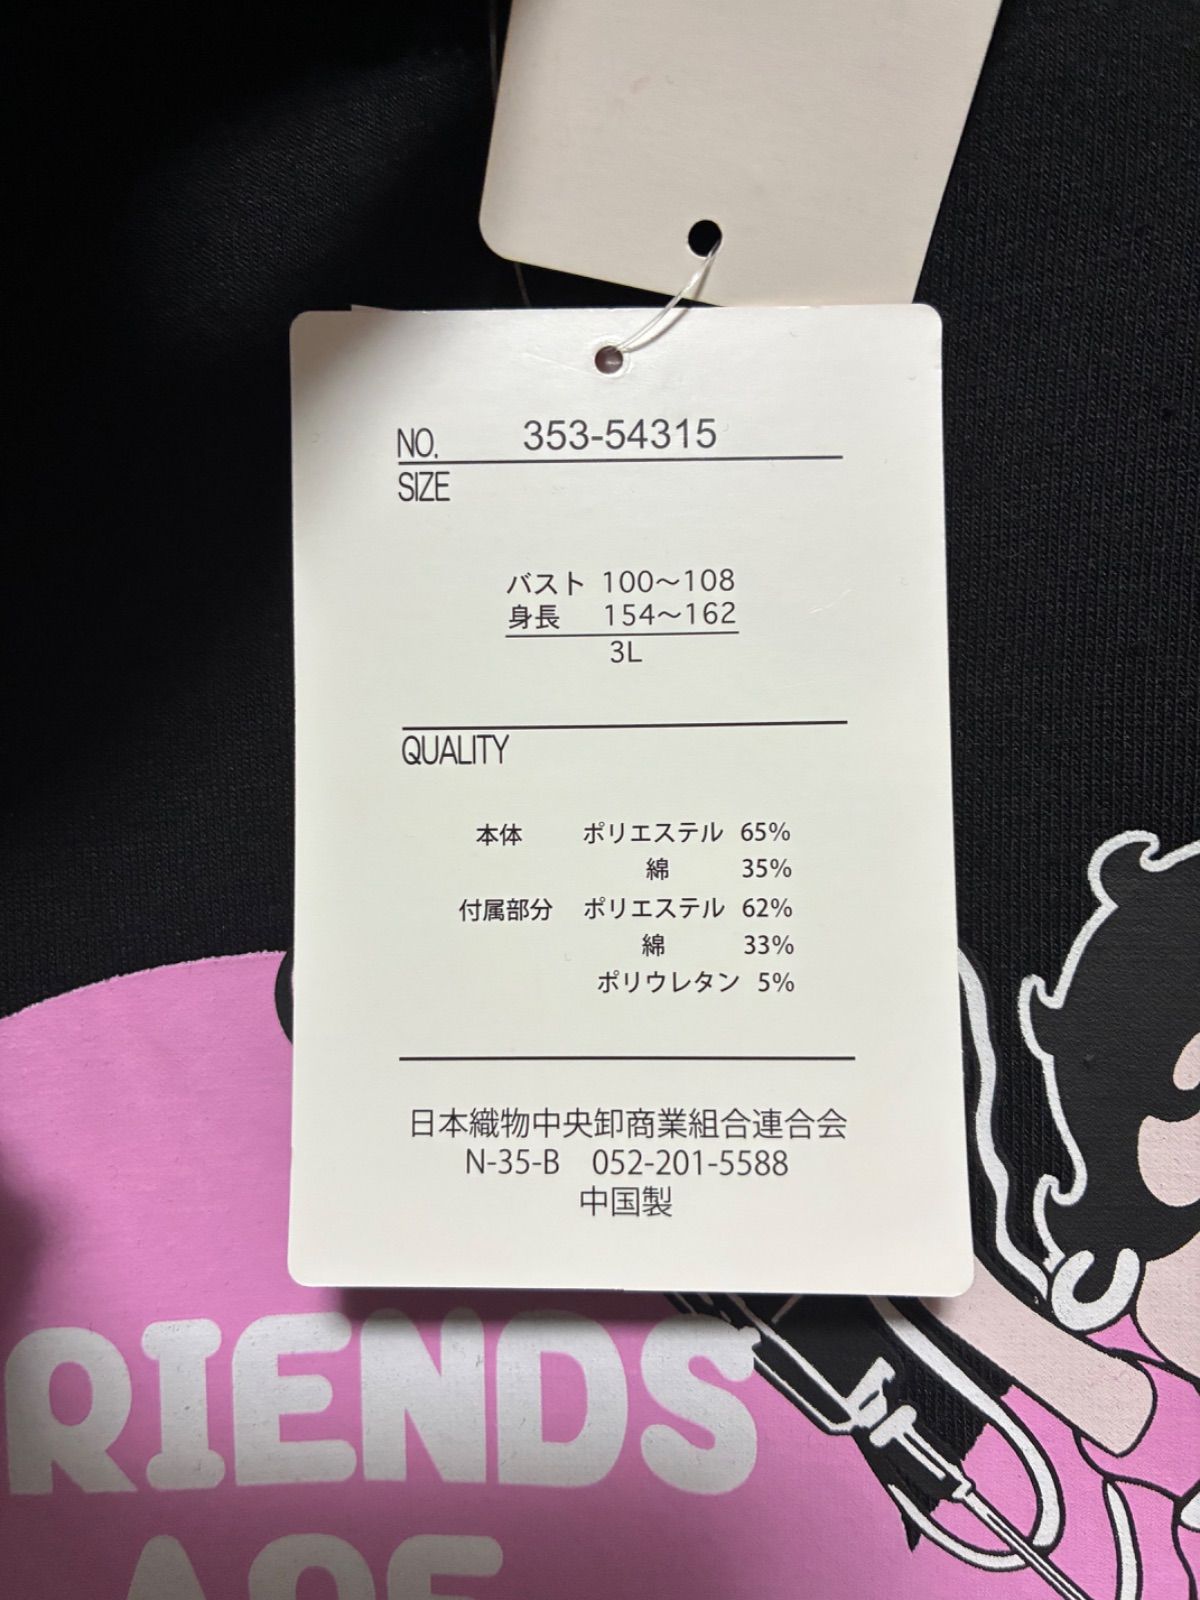 NO. 353-54315
SIZE
バスト 100～108
身長 154～162
3L
QUALITY
本体 ポリエステル 65%
綿 35%
付属部分 ポリエステル 62%
綿 33%
ポリウレタン 5%
日本織物中央卸商業組合連合会
N-35-B 052-201-5588
中国製
RIENDS
ARE